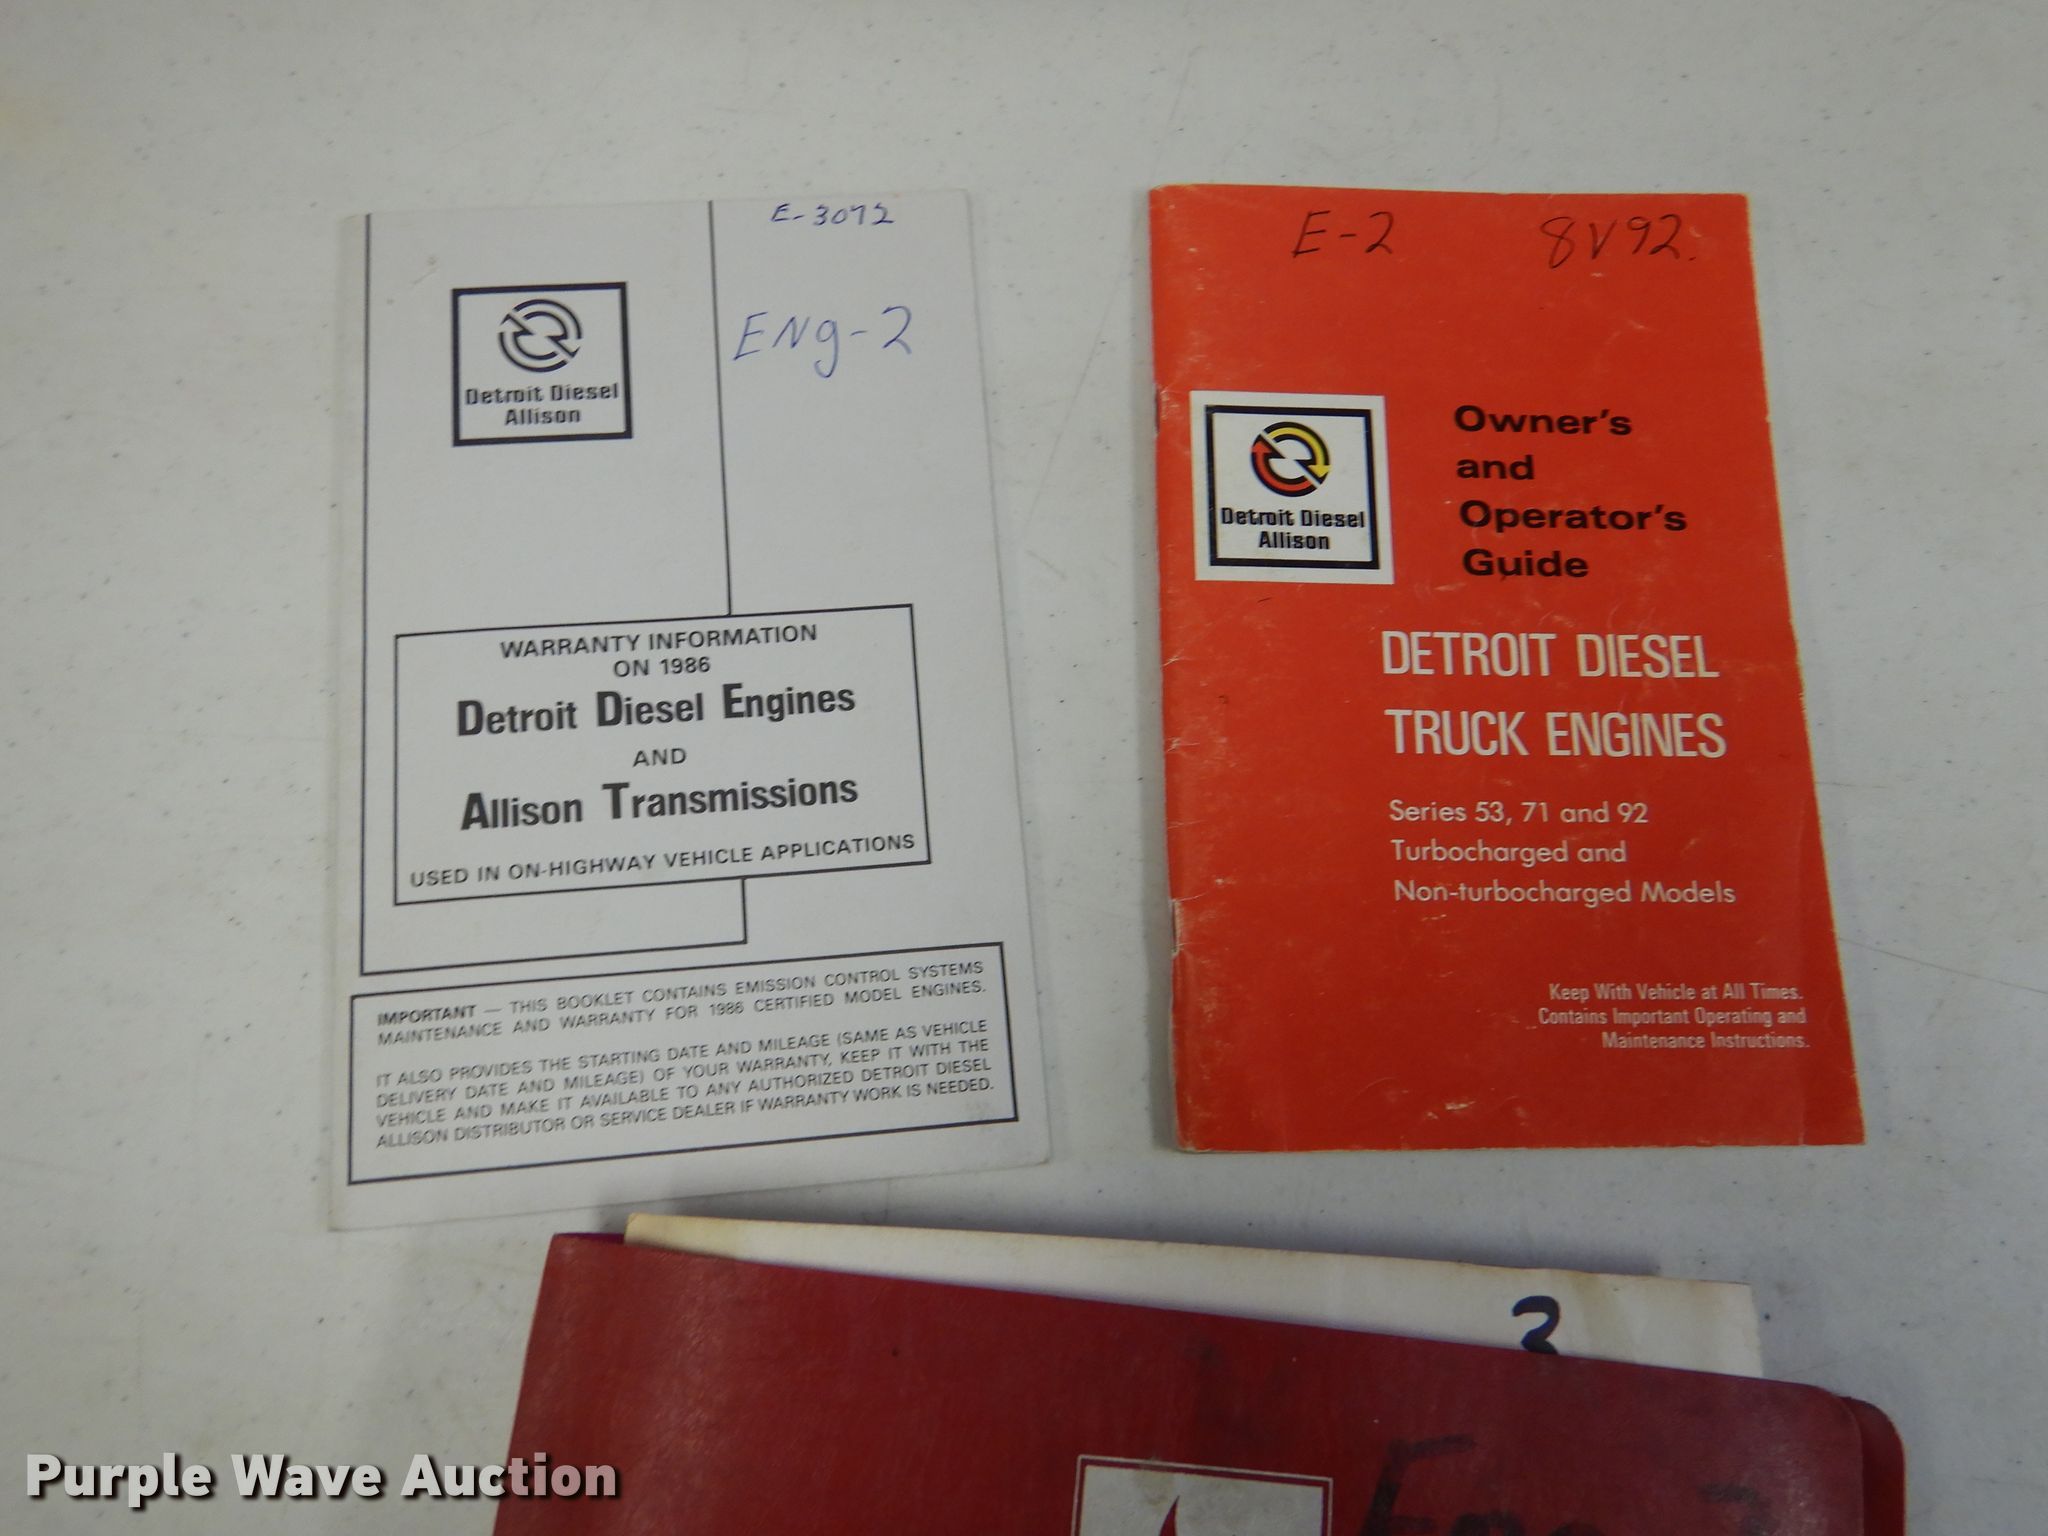 E-3072
ENg-2
Detroit Diesel
Allison
WARRANTY INFORMATION
ON 1986
Detroit Diesel Engines
AND
Allison Transmissions
USED IN ON-HIGHWAY VEHICLE APPLICATIONS
IMPORTANT — THIS BOOKLET CONTAINS EMISSION CONTROL SYSTEMS
MAINTENANCE AND WARRANTY FOR 1986 CERTIFIED MODEL ENGINES.
IT ALSO PROVIDES THE STARTING DATE AND MILEAGE (SAME AS VEHICLE
DELIVERY DATE AND MILEAGE) OF YOUR WARRANTY, KEEP IT WITH THE
VEHICLE AND MAKE IT AVAILABLE TO ANY AUTHORIZED DETROIT DIESEL
ALLISON DISTRIBUTOR OR SERVICE DEALER IF WARRANTY WORK IS NEEDED.
E-2 8V92.
Owner's
and
Operator's
Guide
Detroit Diesel
Allison
DETROIT DIESEL
TRUCK ENGINES
Series 53, 71 and 92
Turbocharged and
Non-turbocharged Models
Keep With Vehicle at All Times.
Contains Important Operating and
Maintenance Instructions.
Purple Wave Auction